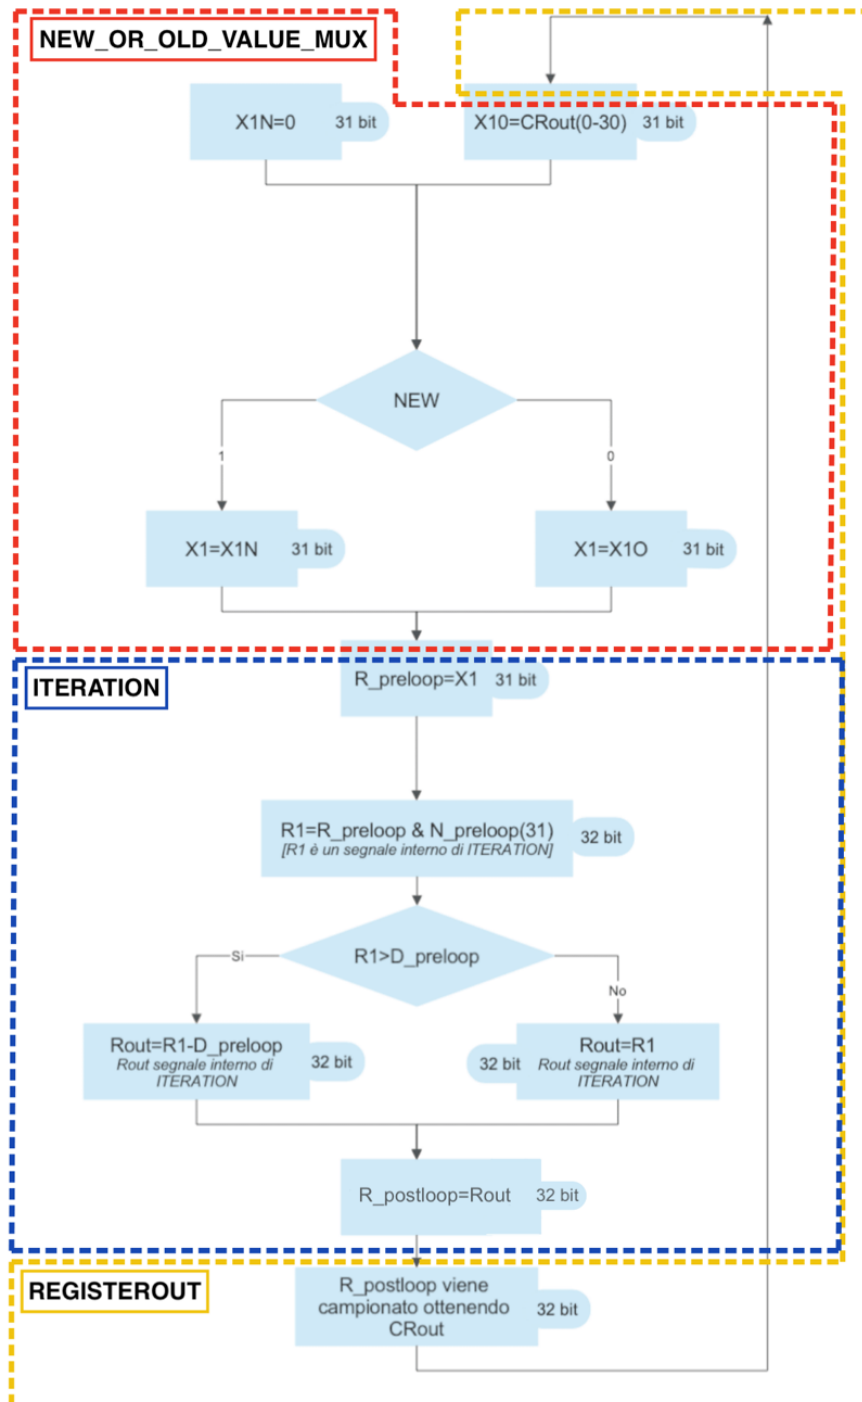 NEW_OR_OLD_VALUE_MUX
X1N=0
31 bit
X10=CRout(0-30)
31 bit
NEW
1
0
X1=X1N
31 bit
X1=X1O
31 bit
ITERATION
R_preloop=X1
31 bit
R1=R_preloop & N_preloop(31)
[R1 è un segnale interno di ITERATION]
32 bit
R1>D_preloop
Si
No
Rout=R1-D_preloop
Rout segnale interno di
ITERATION
32 bit
32 bit
Rout=R1
Rout segnale interno di
ITERATION
R_postloop=Rout
32 bit
REGISTEROUT
R_postloop viene
campionato ottenendo
CRout
32 bit